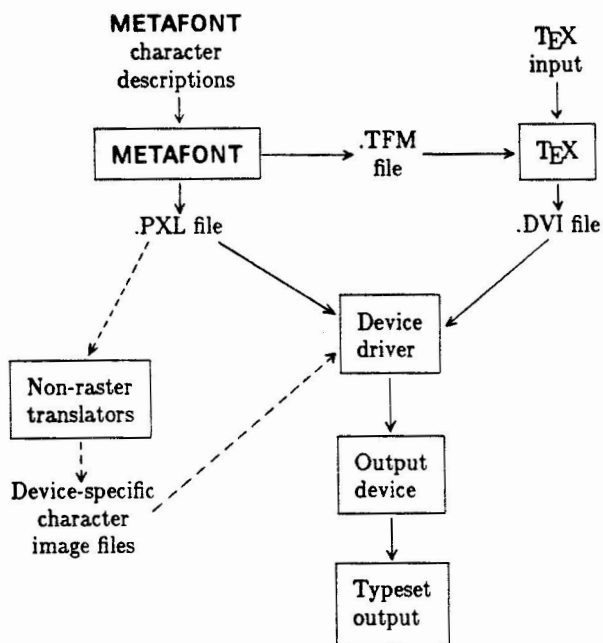 METAFONT
character
descriptions
TEX
input
METAFONT
.TFM
file
TEX
.PXL file
.DVI file
Device
driver
Non-raster
translators
Device-specific
character
image files
Output
device
Typeset
output